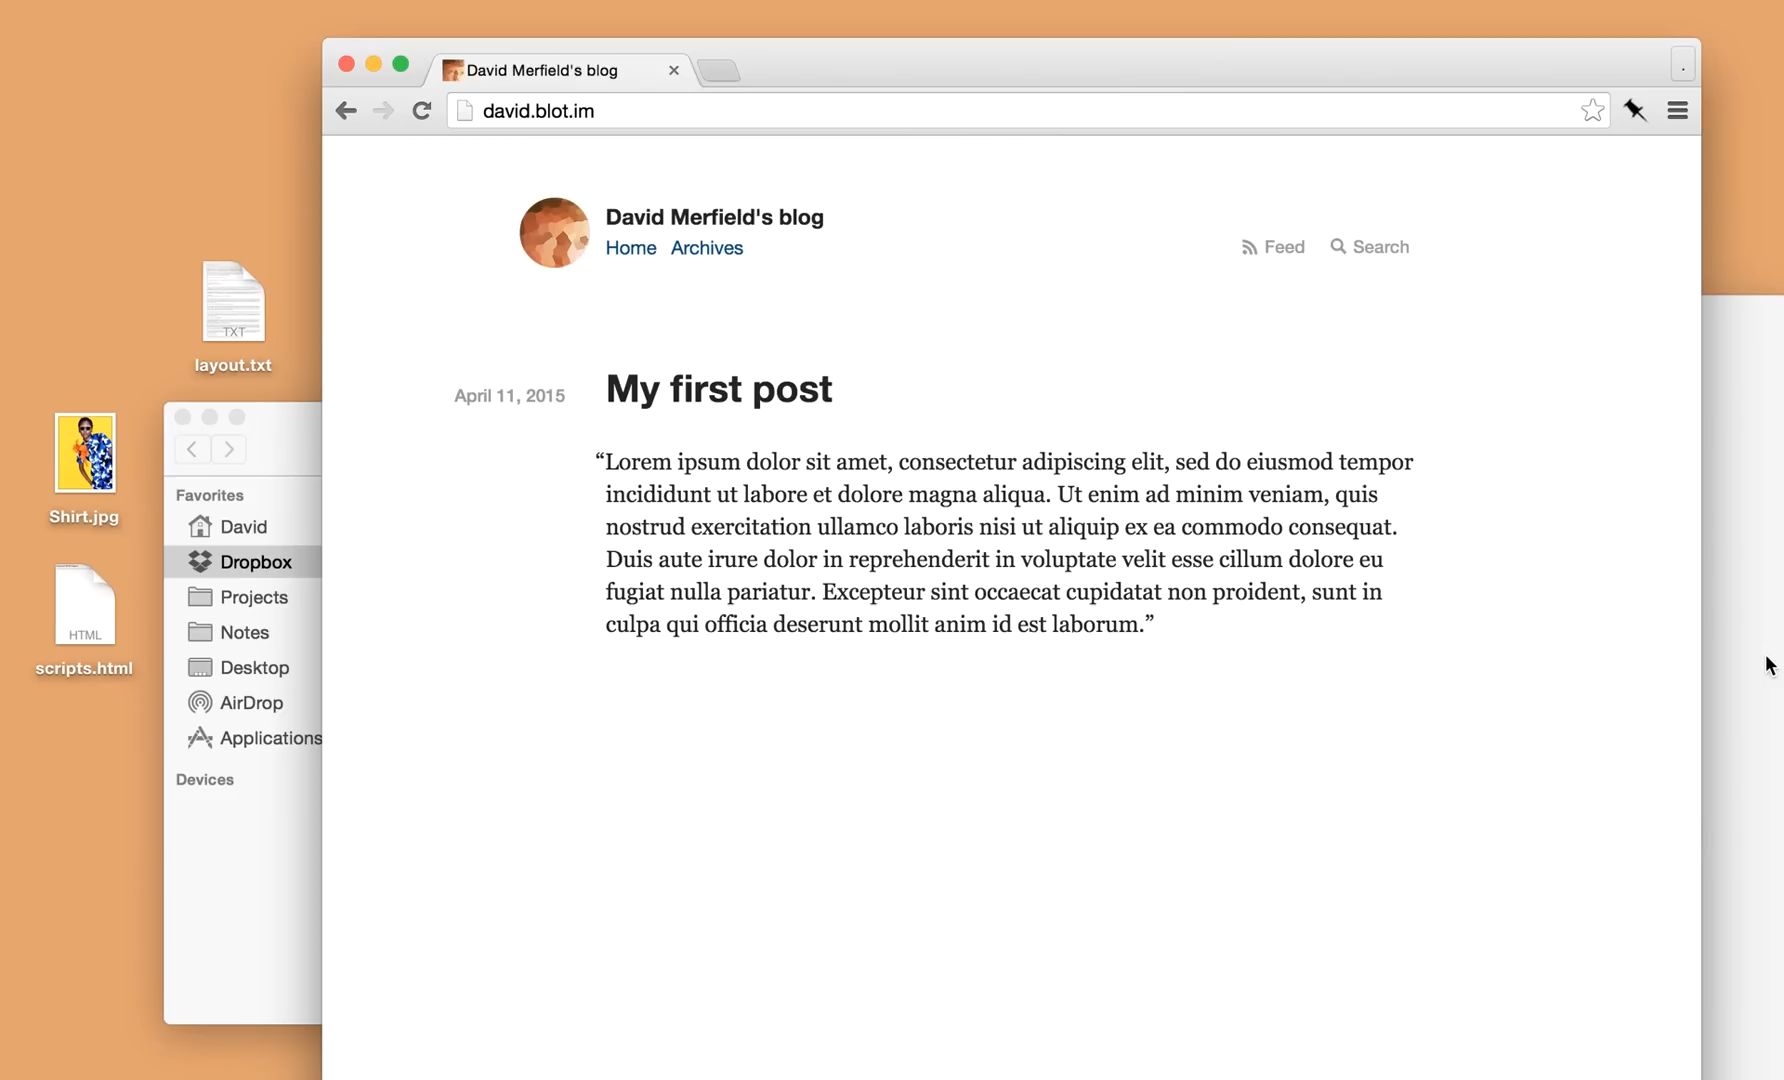 David Merfield's blog
.
david.blot.im
David Merfield's blog
Home Archives
Feed Search
TXT
layout.txt
April 11, 2015
My first post
“Lorem ipsum dolor sit amet, consectetur adipiscing elit, sed do eiusmod tempor
incididunt ut labore et dolore magna aliqua. Ut enim ad minim veniam, quis
nostrud exercitation ullamco laboris nisi ut aliquip ex ea commodo consequat.
Duis aute irure dolor in reprehenderit in voluptate velit esse cillum dolore eu
fugiat nulla pariatur. Excepteur sint occaecat cupidatat non proident, sunt in
culpa qui officia deserunt mollit anim id est laborum.”
Shirt.jpg
HTML
scripts.html
Favorites
David
Dropbox
Projects
Notes
Desktop
AirDrop
Applications
Devices